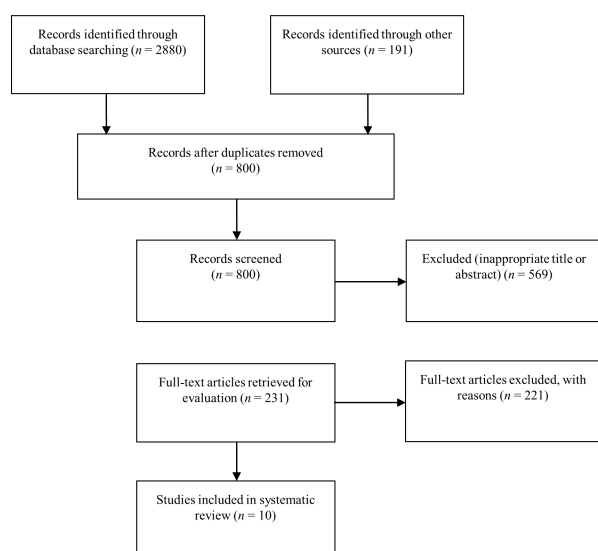 Records identified through
database searching (n = 2880)
Records identified through other
sources (n = 191)
Records after duplicates removed
(n = 800)
Records screened
(n = 800)
Excluded (inappropriate title or
abstract) (n = 569)
Full-text articles retrieved for
evaluation (n = 231)
Full-text articles excluded, with
reasons (n = 221)
Studies included in systematic
review (n = 10)